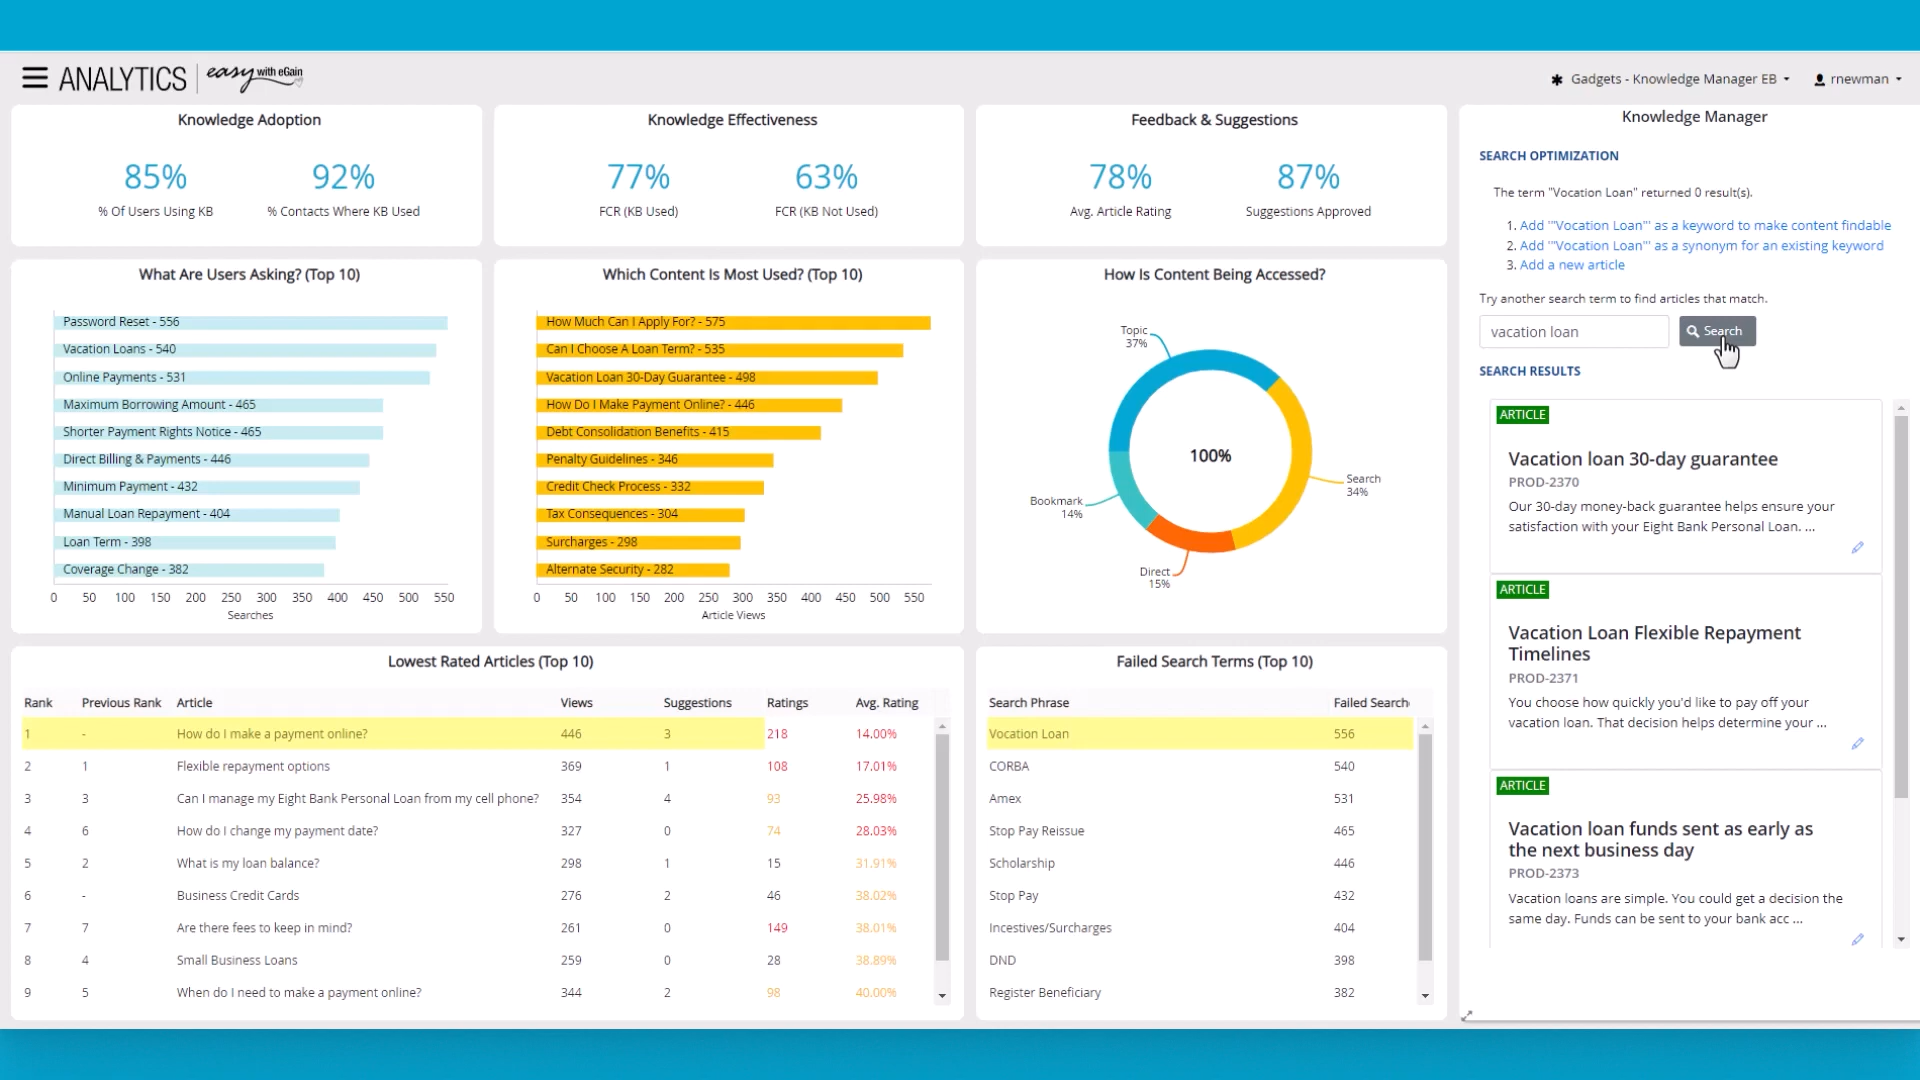 ANALYTICS
easy with eGain
Gadgets - Knowledge Manager EB
rnewman
Knowledge Adoption
85%
92%
% Of Users Using KB
% Contacts Where KB Used
Knowledge Effectiveness
77%
63%
FCR (KB Used)
FCR (KB Not Used)
Feedback & Suggestions
78%
87%
Avg. Article Rating
Suggestions Approved
What Are Users Asking? (Top 10)
Password Reset - 556
Vacation Loans - 540
Online Payments - 531
Maximum Borrowing Amount - 465
Shorter Payment Rights Notice - 465
Direct Billing & Payments - 446
Minimum Payment - 432
Manual Loan Repayment - 404
Loan Term - 398
Coverage Change - 382
0 50 100 150 200 250 300 350 400 450 500 550
Searches
Which Content Is Most Used? (Top 10)
How Much Can I Apply For? - 575
Can I Choose A Loan Term? - 535
Vacation Loan 30-Day Guarantee - 498
How Do I Make Payment Online? - 446
Debt Consolidation Benefits - 415
Penalty Guidelines - 346
Credit Check Process - 332
Tax Consequences - 304
Surcharges - 298
Alternate Security - 282
0 50 100 150 200 250 300 350 400 450 500 550
Article Views
How Is Content Being Accessed?
Topic
37%
100%
Search
34%
Bookmark
14%
Direct
15%
Lowest Rated Articles (Top 10)
Rank Previous Rank Article Views Suggestions Ratings Avg. Rating
1 - How do I make a payment online? 446 3 218 14.00%
2 1 Flexible repayment options 369 1 108 17.01%
3 3 Can I manage my Eight Bank Personal Loan from my cell phone? 354 4 93 25.98%
4 6 How do I change my payment date? 327 0 74 28.03%
5 2 What is my loan balance? 298 1 15 31.91%
6 - Business Credit Cards 276 2 46 38.02%
7 7 Are there fees to keep in mind? 261 0 149 38.01%
8 4 Small Business Loans 259 0 28 38.89%
9 5 When do I need to make a payment online? 344 2 98 40.00%
Failed Search Terms (Top 10)
Search Phrase Failed Search
Vocation Loan 556
CORBA 540
Amex 531
Stop Pay Reissue 465
Scholarship 446
Stop Pay 432
Incentives/Surcharges 404
DND 398
Register Beneficiary 382
Knowledge Manager
SEARCH OPTIMIZATION
The term "Vocation Loan" returned 0 result(s).
1. Add '"Vocation Loan"' as a keyword to make content findable
2. Add '"Vocation Loan"' as a synonym for an existing keyword
3. Add a new article
Try another search term to find articles that match.
vacation loan
Search
SEARCH RESULTS
ARTICLE
Vacation loan 30-day guarantee
PROD-2370
Our 30-day money-back guarantee helps ensure your
satisfaction with your Eight Bank Personal Loan. ...
ARTICLE
Vacation Loan Flexible Repayment
Timelines
PROD-2371
You choose how quickly you'd like to pay off your
vacation loan. That decision helps determine your ...
ARTICLE
Vacation loan funds sent as early as
the next business day
PROD-2373
Vacation loans are simple. You could get a decision the
same day. Funds can be sent to your bank acc ...